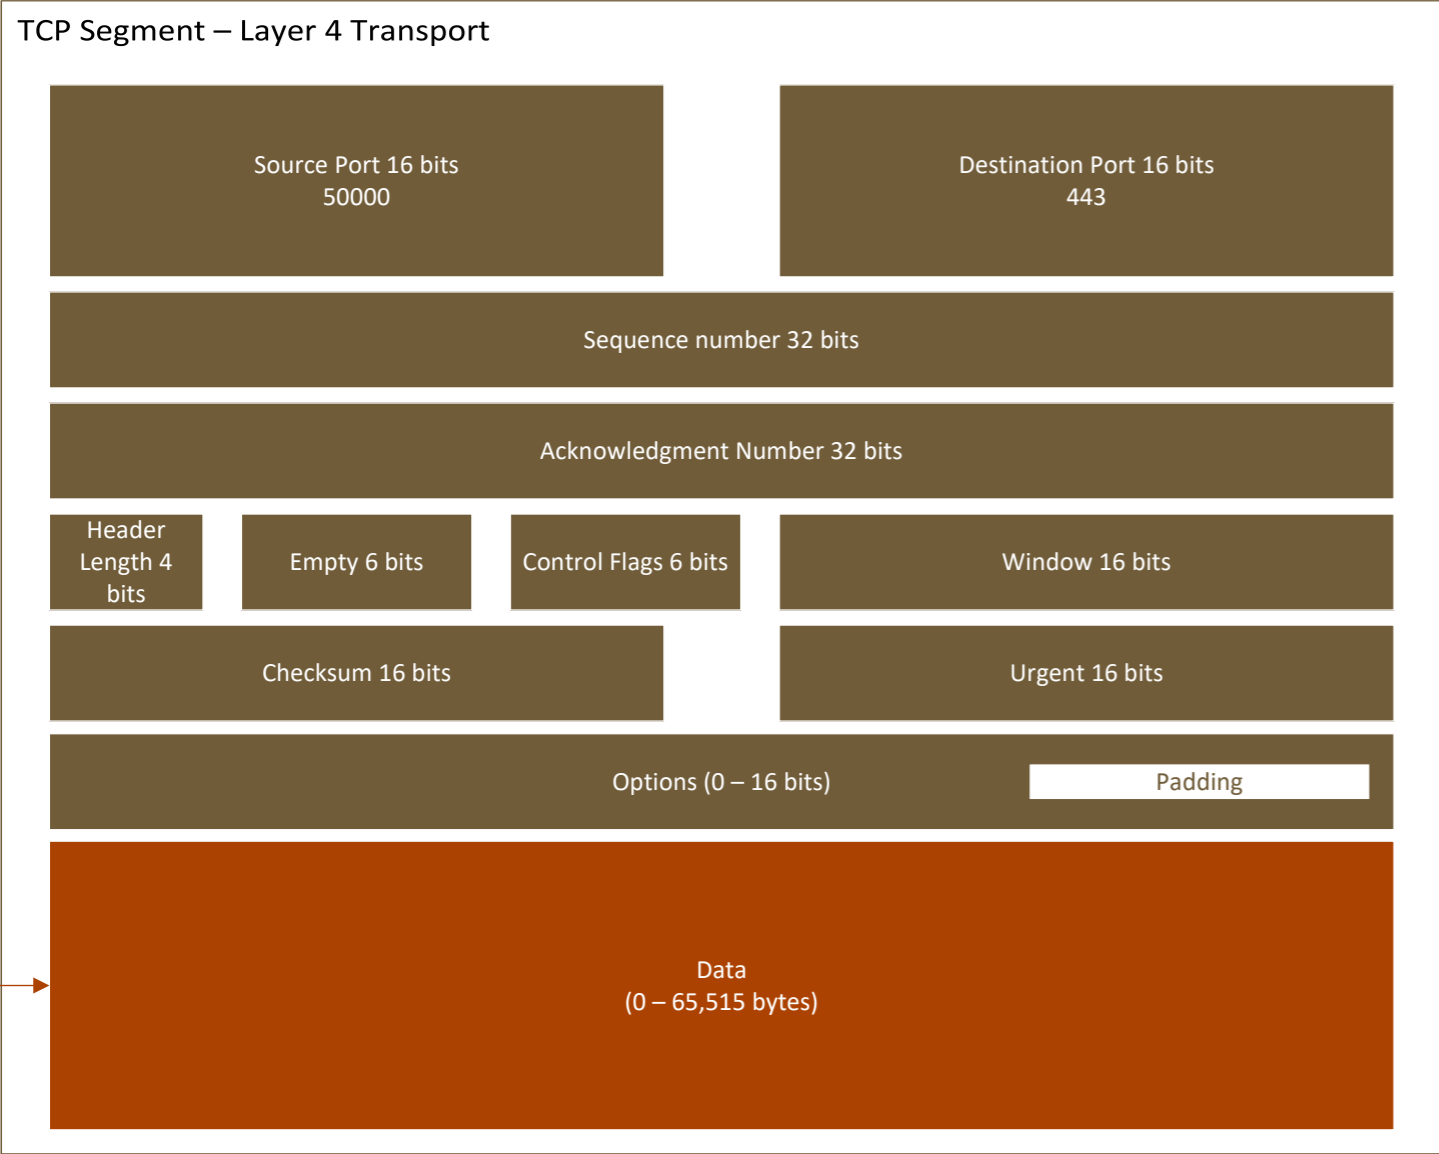 TCP Segment – Layer 4 Transport
Source Port 16 bits
50000
Destination Port 16 bits
443
Sequence number 32 bits
Acknowledgment Number 32 bits
Header
Length 4
bits
Empty 6 bits
Control Flags 6 bits
Window 16 bits
Checksum 16 bits
Urgent 16 bits
Options (0 – 16 bits)
Padding
Data
(0 – 65,515 bytes)